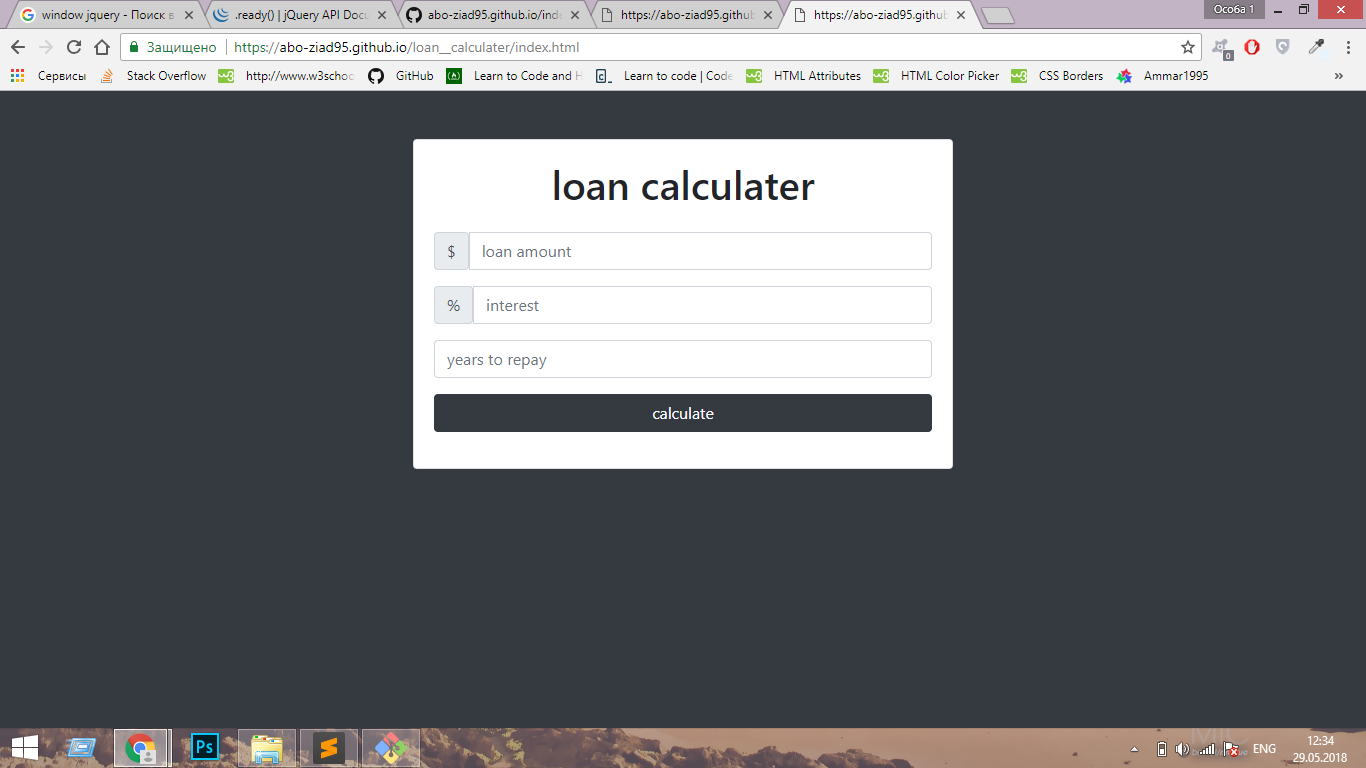 window jquery - Поиск в
.ready() | jQuery API Docu
abo-ziad95.github.io/inde
https://abo-ziad95.github
https://abo-ziad95.github
Особа 1
Защищено https://abo-ziad95.github.io/loan__calculater/index.html
0
Сервисы Stack Overflow http://www.w3schoo GitHub Learn to Code and H Learn to code | Code HTML Attributes HTML Color Picker CSS Borders Ammar1995 »
loan calculater
$ loan amount
% interest
years to repay
calculate
Ps
ENG
12:34
29.05.2018